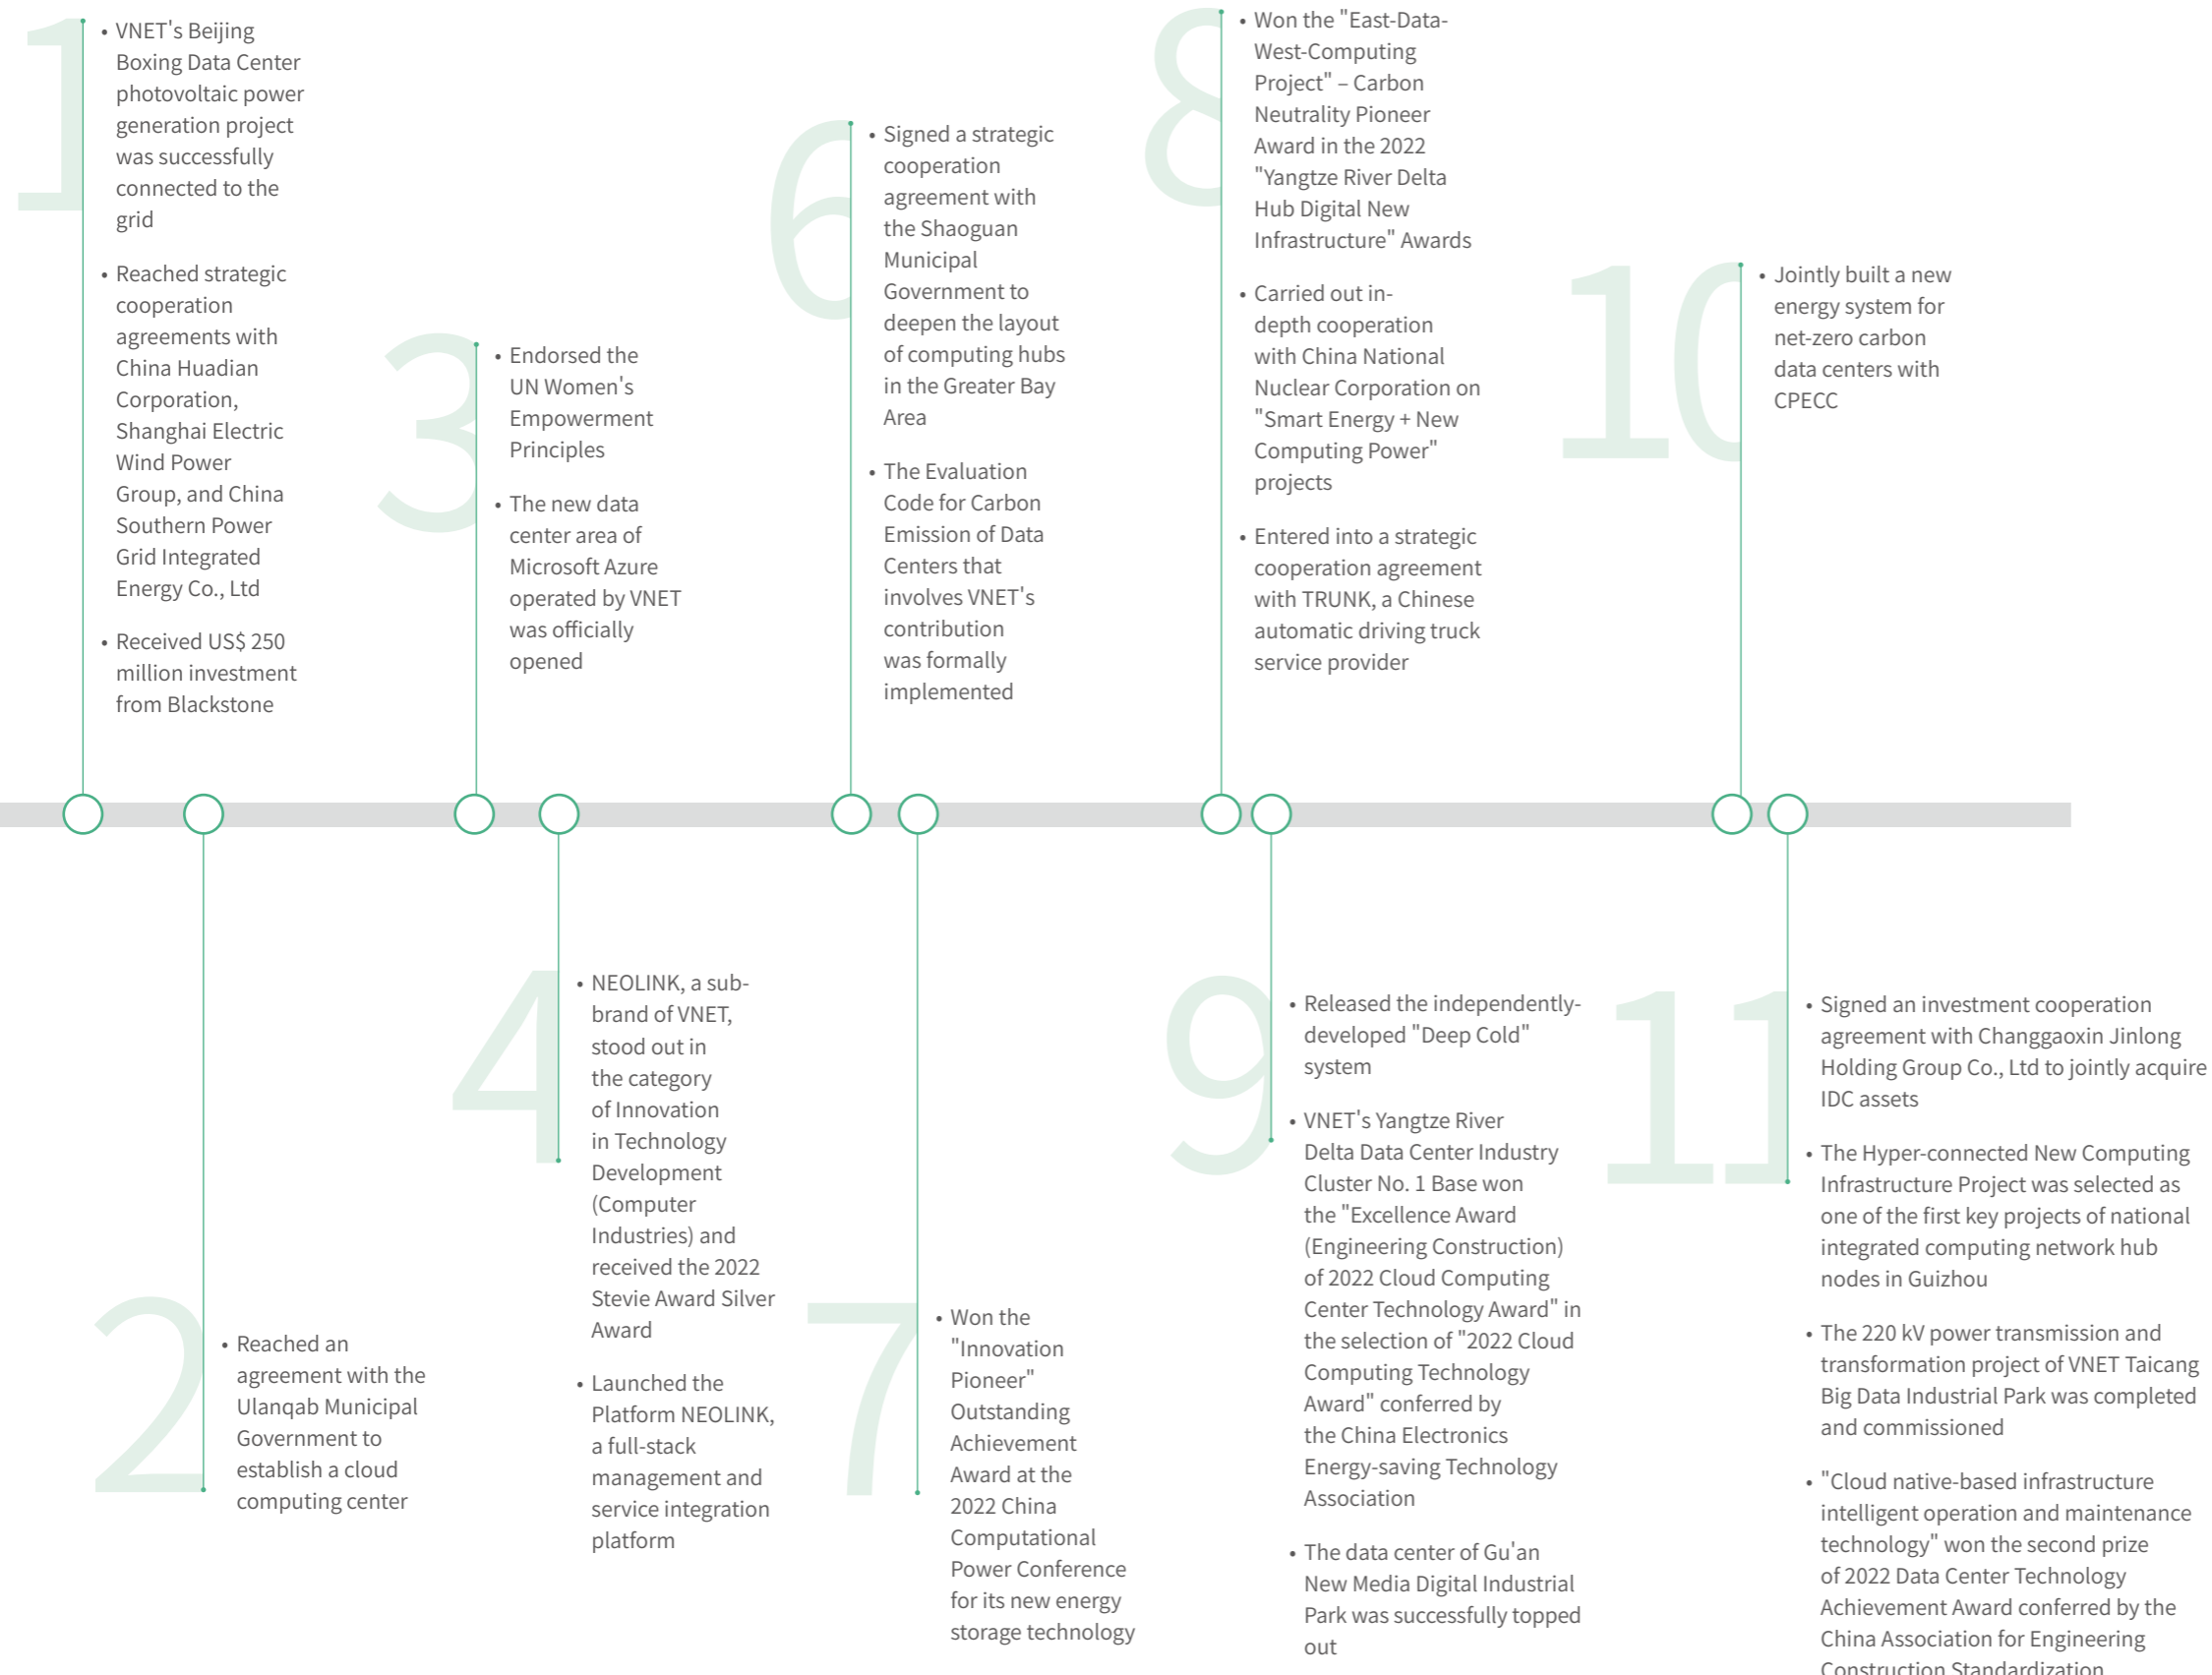 1
• VNET's Beijing
Boxing Data Center
photovoltaic power
generation project
was successfully
connected to the
grid
• Reached strategic
cooperation
agreements with
China Huadian
Corporation,
Shanghai Electric
Wind Power
Group, and China
Southern Power
Grid Integrated
Energy Co., Ltd
• Received US$ 250
million investment
from Blackstone
2
• Reached an
agreement with the
Ulanqab Municipal
Government to
establish a cloud
computing center
3
• Endorsed the
UN Women's
Empowerment
Principles
• The new data
center area of
Microsoft Azure
operated by VNET
was officially
opened
4
• NEOLINK, a sub-
brand of VNET,
stood out in
the category
of Innovation
in Technology
Development
(Computer
Industries) and
received the 2022
Stevie Award Silver
Award
• Launched the
Platform NEOLINK,
a full-stack
management and
service integration
platform
6
• Signed a strategic
cooperation
agreement with
the Shaoguan
Municipal
Government to
deepen the layout
of computing hubs
in the Greater Bay
Area
• The Evaluation
Code for Carbon
Emission of Data
Centers that
involves VNET's
contribution
was formally
implemented
7
• Won the
"Innovation
Pioneer"
Outstanding
Achievement
Award at the
2022 China
Computational
Power Conference
for its new energy
storage technology
8
• Won the "East-Data-
West-Computing
Project" – Carbon
Neutrality Pioneer
Award in the 2022
"Yangtze River Delta
Hub Digital New
Infrastructure" Awards
• Carried out in-
depth cooperation
with China National
Nuclear Corporation on
"Smart Energy + New
Computing Power"
projects
• Entered into a strategic
cooperation agreement
with TRUNK, a Chinese
automatic driving truck
service provider
9
• Released the independently-
developed "Deep Cold"
system
• VNET's Yangtze River
Delta Data Center Industry
Cluster No. 1 Base won
the "Excellence Award
(Engineering Construction)
of 2022 Cloud Computing
Center Technology Award" in
the selection of "2022 Cloud
Computing Technology
Award" conferred by
the China Electronics
Energy-saving Technology
Association
• The data center of Gu'an
New Media Digital Industrial
Park was successfully topped
out
10
• Jointly built a new
energy system for
net-zero carbon
data centers with
CPECC
11
• Signed an investment cooperation
agreement with Changgaoxin Jinlong
Holding Group Co., Ltd to jointly acquire
IDC assets
• The Hyper-connected New Computing
Infrastructure Project was selected as
one of the first key projects of national
integrated computing network hub
nodes in Guizhou
• The 220 kV power transmission and
transformation project of VNET Taicang
Big Data Industrial Park was completed
and commissioned
• "Cloud native-based infrastructure
intelligent operation and maintenance
technology" won the second prize
of 2022 Data Center Technology
Achievement Award conferred by the
China Association for Engineering
Construction Standardization